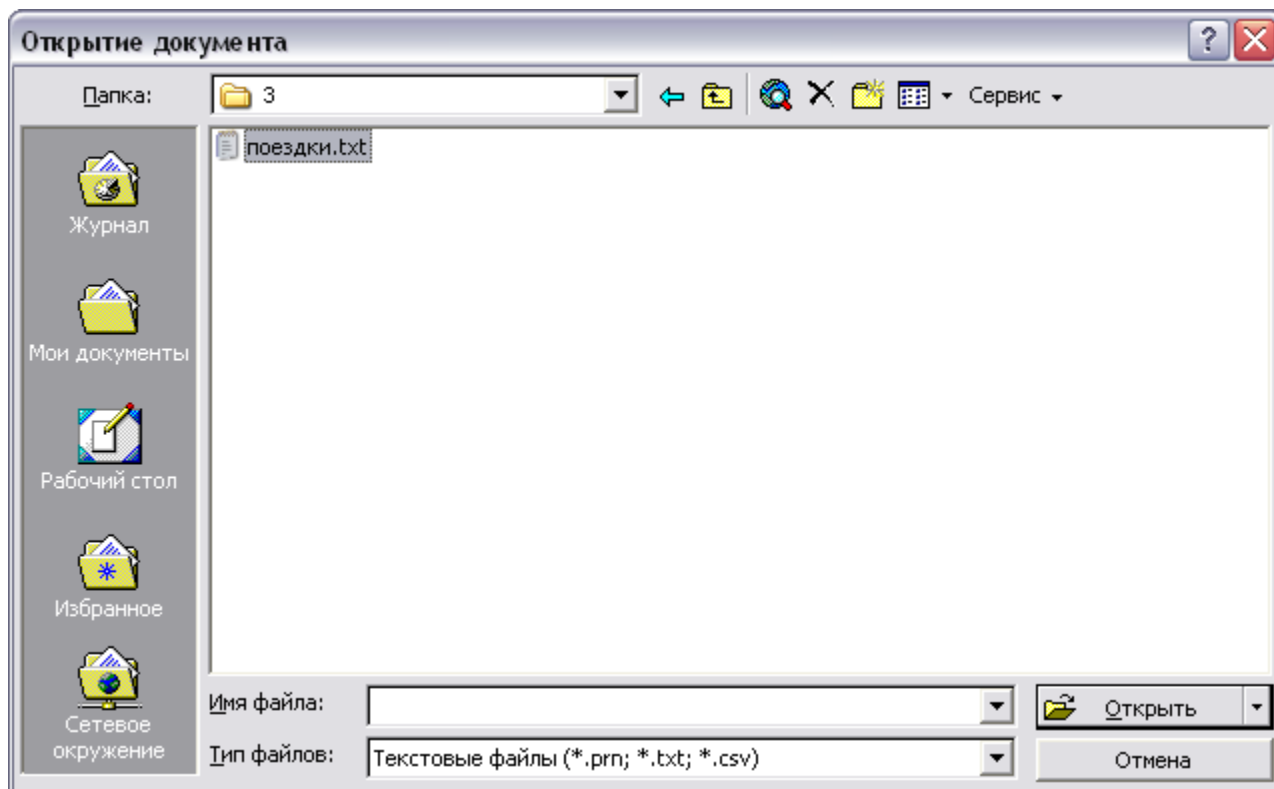 Открытие документа
Папка:
3
Сервис
поездки.txt
Журнал
Мои документы
Рабочий стол
Избранное
Сетевое
окружение
Имя файла:
Открыть
Тип файлов:
Текстовые файлы (*.prn; *.txt; *.csv)
Отмена